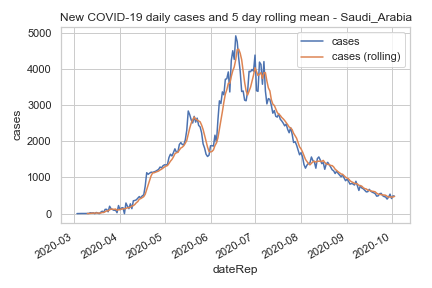 New COVID-19 daily cases and 5 day rolling mean - Saudi_Arabia
cases
cases (rolling)
5000
4000
3000
2000
1000
0
cases
2020-03
2020-04
2020-05
2020-06
2020-07
2020-08
2020-09
2020-10
dateRep